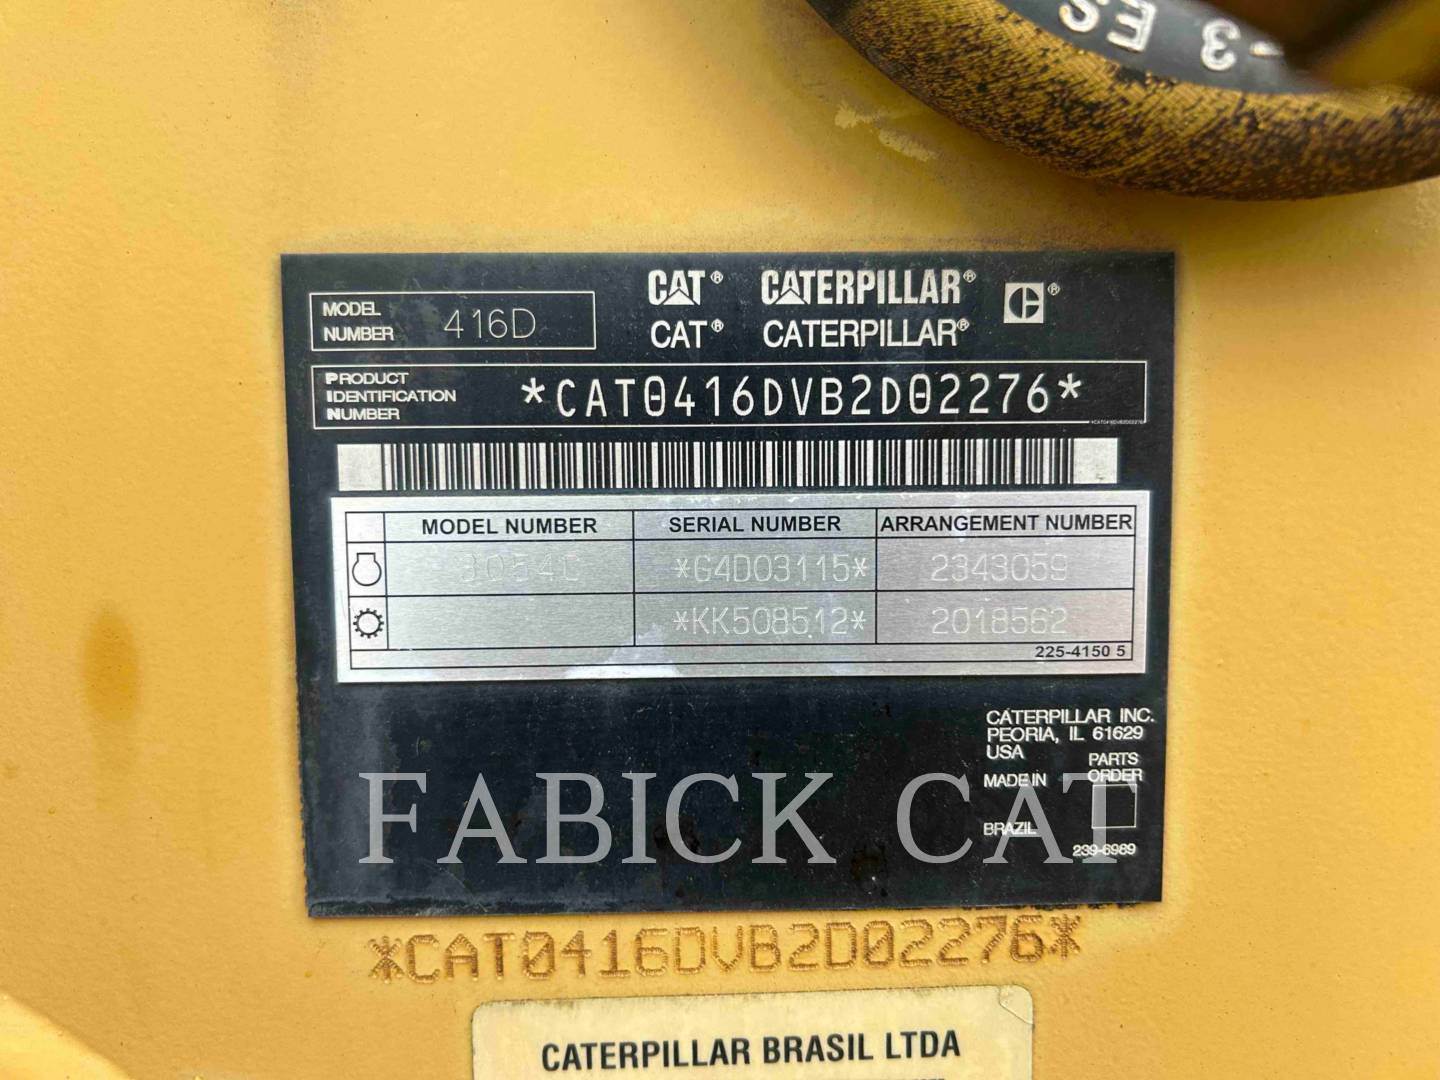 -3 ES
MODEL NUMBER 416D
CAT® CATERPILLAR®
CAT® CATERPILLAR®
PRODUCT IDENTIFICATION NUMBER *CAT0416DVB2D02276*
*CAT0416DVB2D02276*
MODEL NUMBER SERIAL NUMBER ARRANGEMENT NUMBER
3054C *G4D03115* 2343059
*KK508512* 2018562
225-4150 5
CATERPILLAR INC.
PEORIA, IL 61629
USA
MADE IN PARTS ORDER
BRAZIL
239-6989
FABICK CAT
*CAT0416DVB2D02276*
CATERPILLAR BRASIL LTDA